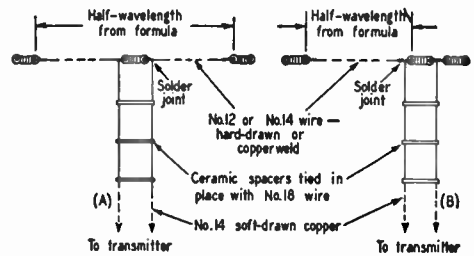 Half-wavelength
from formula
Half-wavelength
from formula
Solder
joint
Solder
joint
No.12 or No.14 wire —
hard-drawn or
copperweld
Ceramic spacers tied in
place with No.18 wire
(A)
(B)
No.14 soft-drawn copper
To transmitter
To transmitter